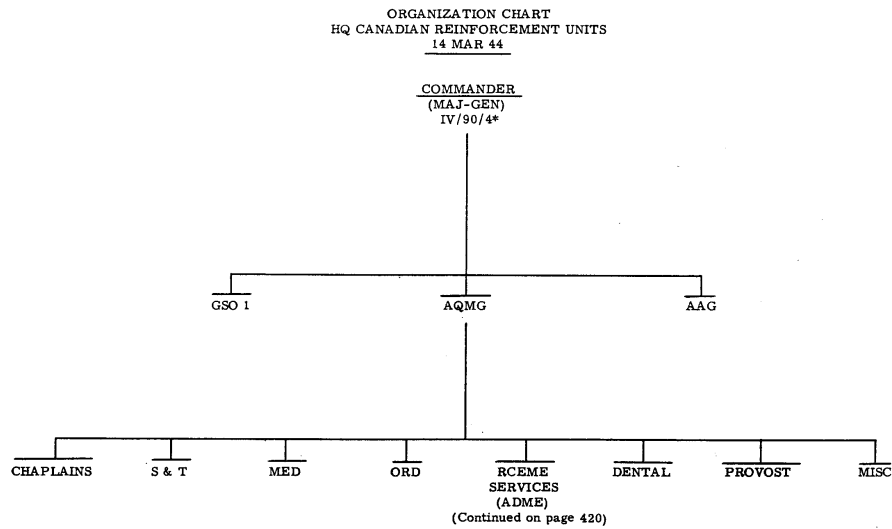 ORGANIZATION CHART
HQ CANADIAN REINFORCEMENT UNITS
14 MAR 44
COMMANDER
(MAJ-GEN)
IV/90/4*
GSO 1
AQMG
AAG
CHAPLAINS
S & T
MED
ORD
RCEME
SERVICES
(ADME)
(Continued on page 420)
DENTAL
PROVOST
MISC